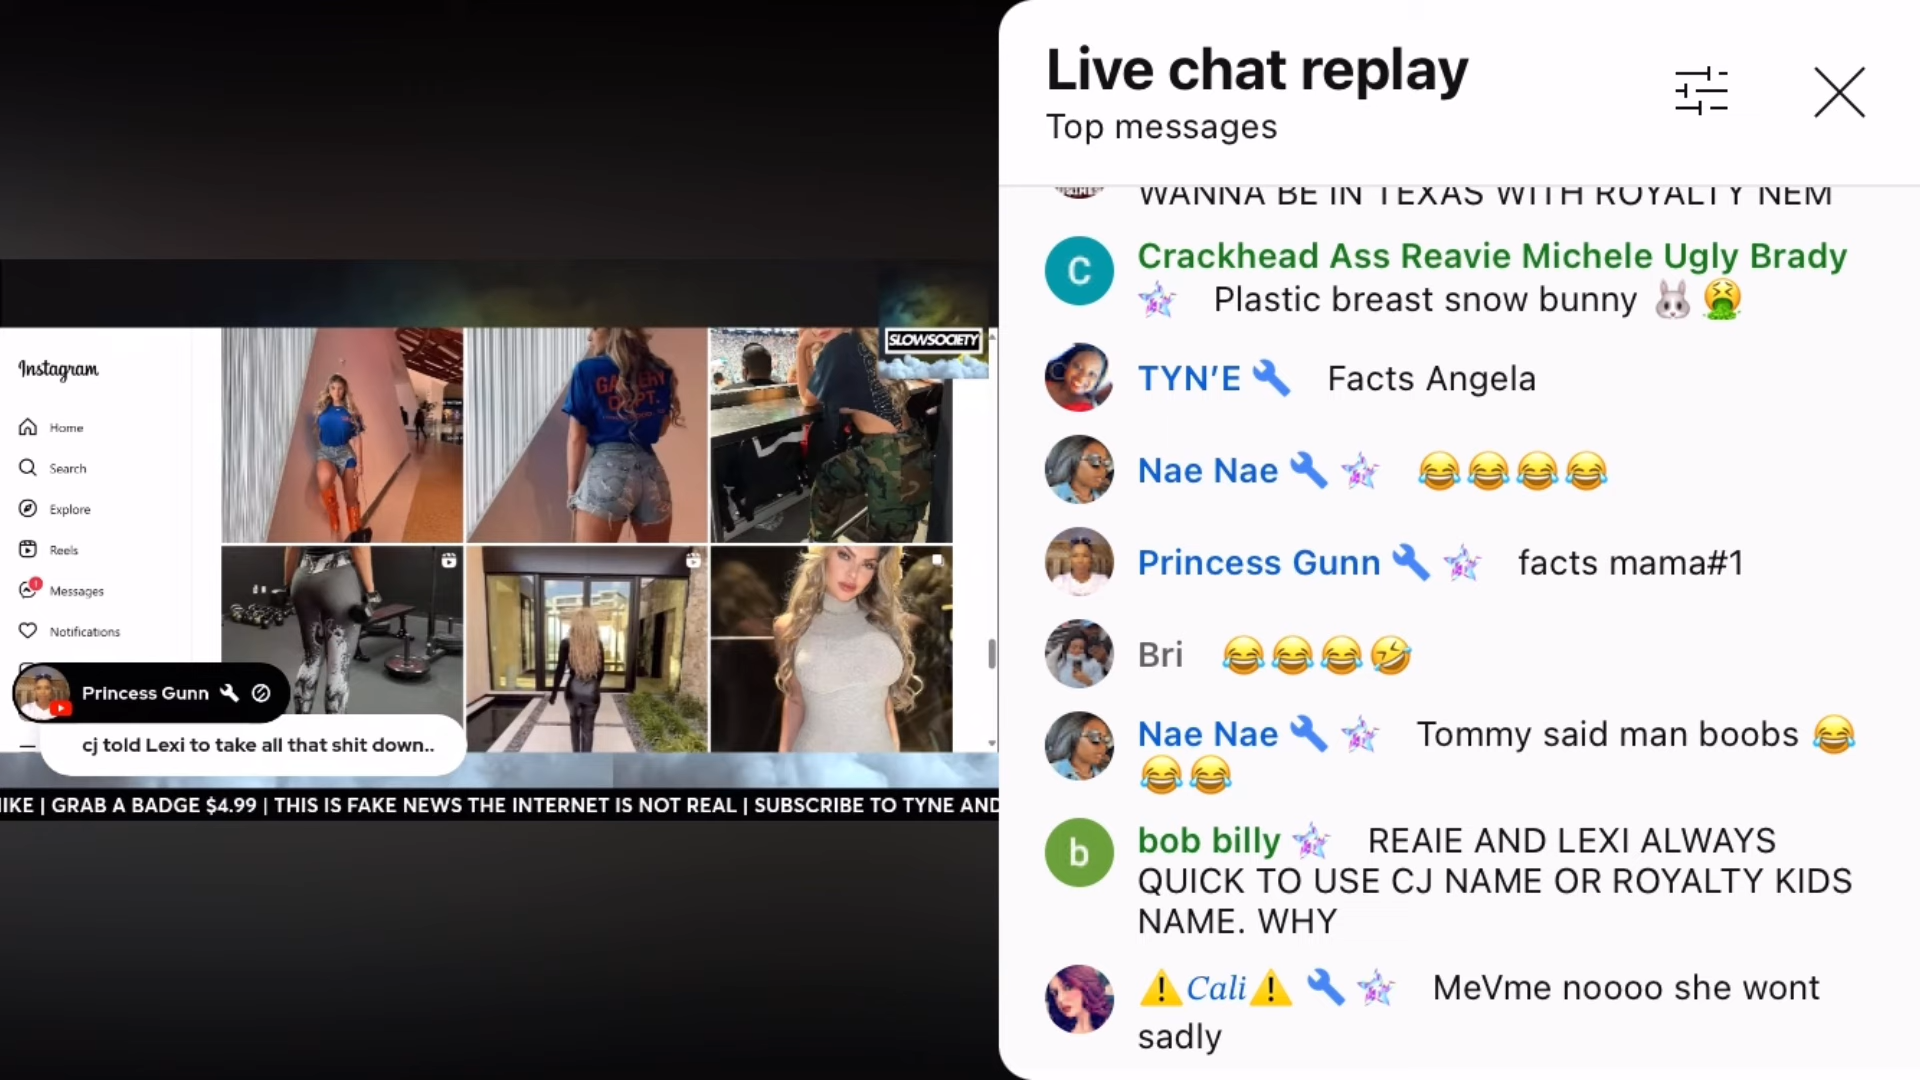 SLOWSOCIETY
Instagram
Home
Search
Explore
Reels
Messages
Notifications
GALLERY
DEPT.
Princess Gunn
cj told Lexi to take all that shit down..
IKE | GRAB A BADGE $4.99 | THIS IS FAKE NEWS THE INTERNET IS NOT REAL | SUBSCRIBE TO TYNE AND
Live chat replay
Top messages
WANNA BE IN TEXAS WITH ROYALTY NEM
C
Crackhead Ass Reavie Michele Ugly Brady
Plastic breast snow bunny 🐰🤮
TYN’E Facts Angela
Nae Nae 😂😂😂😂
Princess Gunn facts mama#1
Bri 😂😂😂🤣
Nae Nae Tommy said man boobs 😂
😂😂
b
bob billy REAIE AND LEXI ALWAYS
QUICK TO USE CJ NAME OR ROYALTY KIDS
NAME. WHY
⚠️Cali⚠️ MeVme noooo she wont
sadly